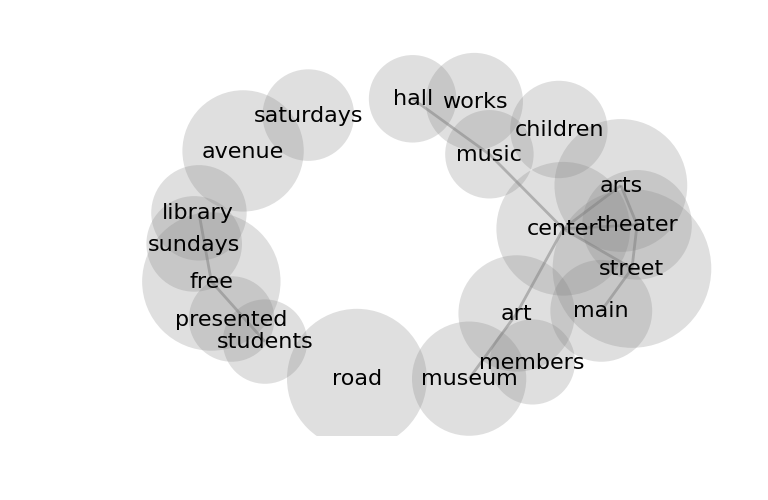 hall
works
saturdays
children
avenue
music
arts
library
theater
center
sundays
street
free
main
art
presented
students
members
road
museum